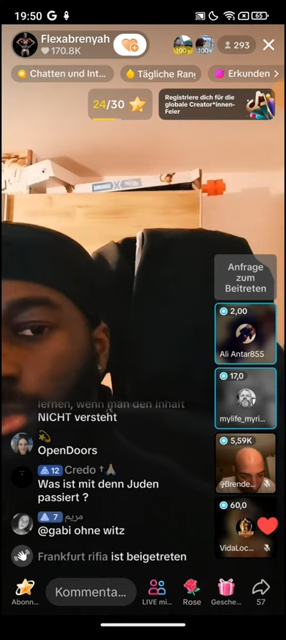 19:50 G
65
Flexabrenyah
170.8K
100
293
Chatten und Int...
Tägliche Ran
Erkunden >
24/30
Registriere dich für die
globale Creator*innen-
Feier
Anfrage
zum
Beitreten
2,00
Ali Antar855
17,0
mylife_myri...
5,59K
60,0
VidaLoc...
lernen, wenn man den Inhalt
NICHT versteht
OpenDoors
12 Credo
Was ist mit denn Juden
passiert ?
7 مريم
@gabi ohne witz
Frankfurt rifia ist beigetreten
Abonn...
Kommenta...
LIVE mi...
Rose
Gesche...
57